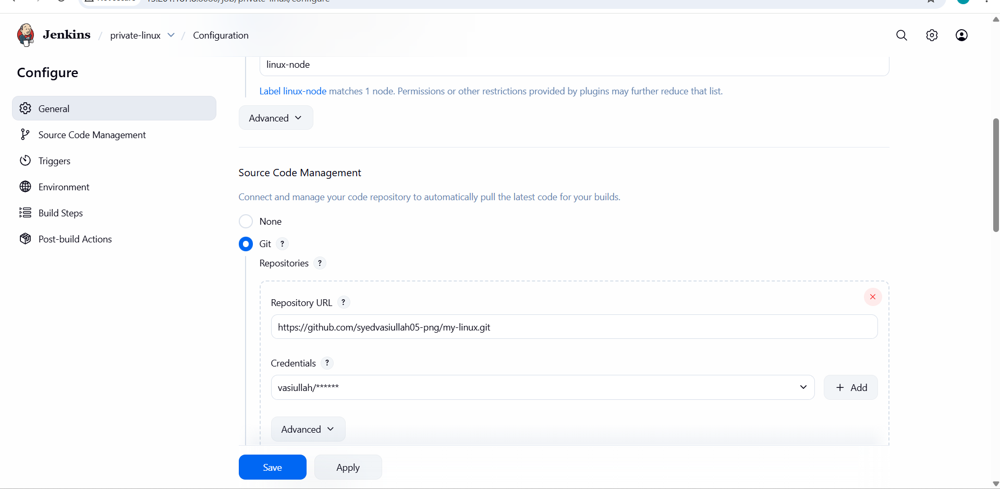 Jenkins / private-linux / Configuration
Configure
General
Source Code Management
Triggers
Environment
Build Steps
Post-build Actions
linux-node
Label linux-node matches 1 node. Permissions or other restrictions provided by plugins may further reduce that list.
Advanced
Source Code Management
Connect and manage your code repository to automatically pull the latest code for your builds.
None
Git ?
Repositories ?
Repository URL ?
https://github.com/syedvasiullah05-png/my-linux.git
Credentials ?
vasiullah/******
+ Add
Advanced
Save
Apply